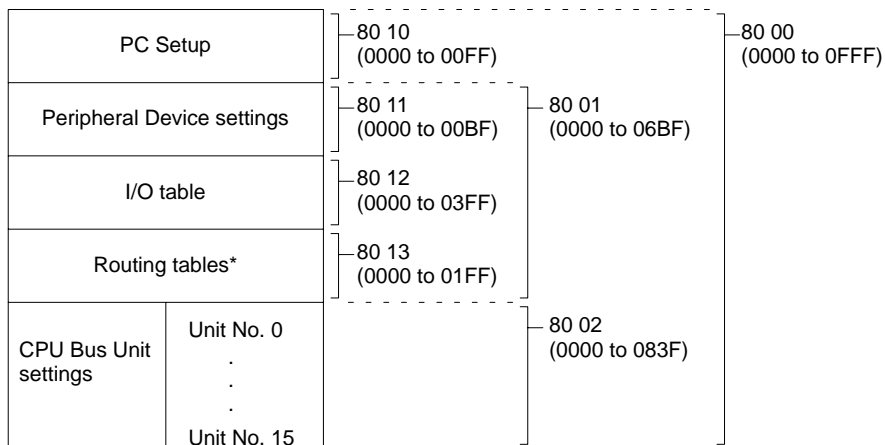 PC Setup
80 10
(0000 to 00FF)
80 00
(0000 to 0FFF)
Peripheral Device settings
80 11
(0000 to 00BF)
80 01
(0000 to 06BF)
I/O table
80 12
(0000 to 03FF)
Routing tables*
80 13
(0000 to 01FF)
CPU Bus Unit
settings
Unit No. 0
.
.
.
Unit No. 15
80 02
(0000 to 083F)